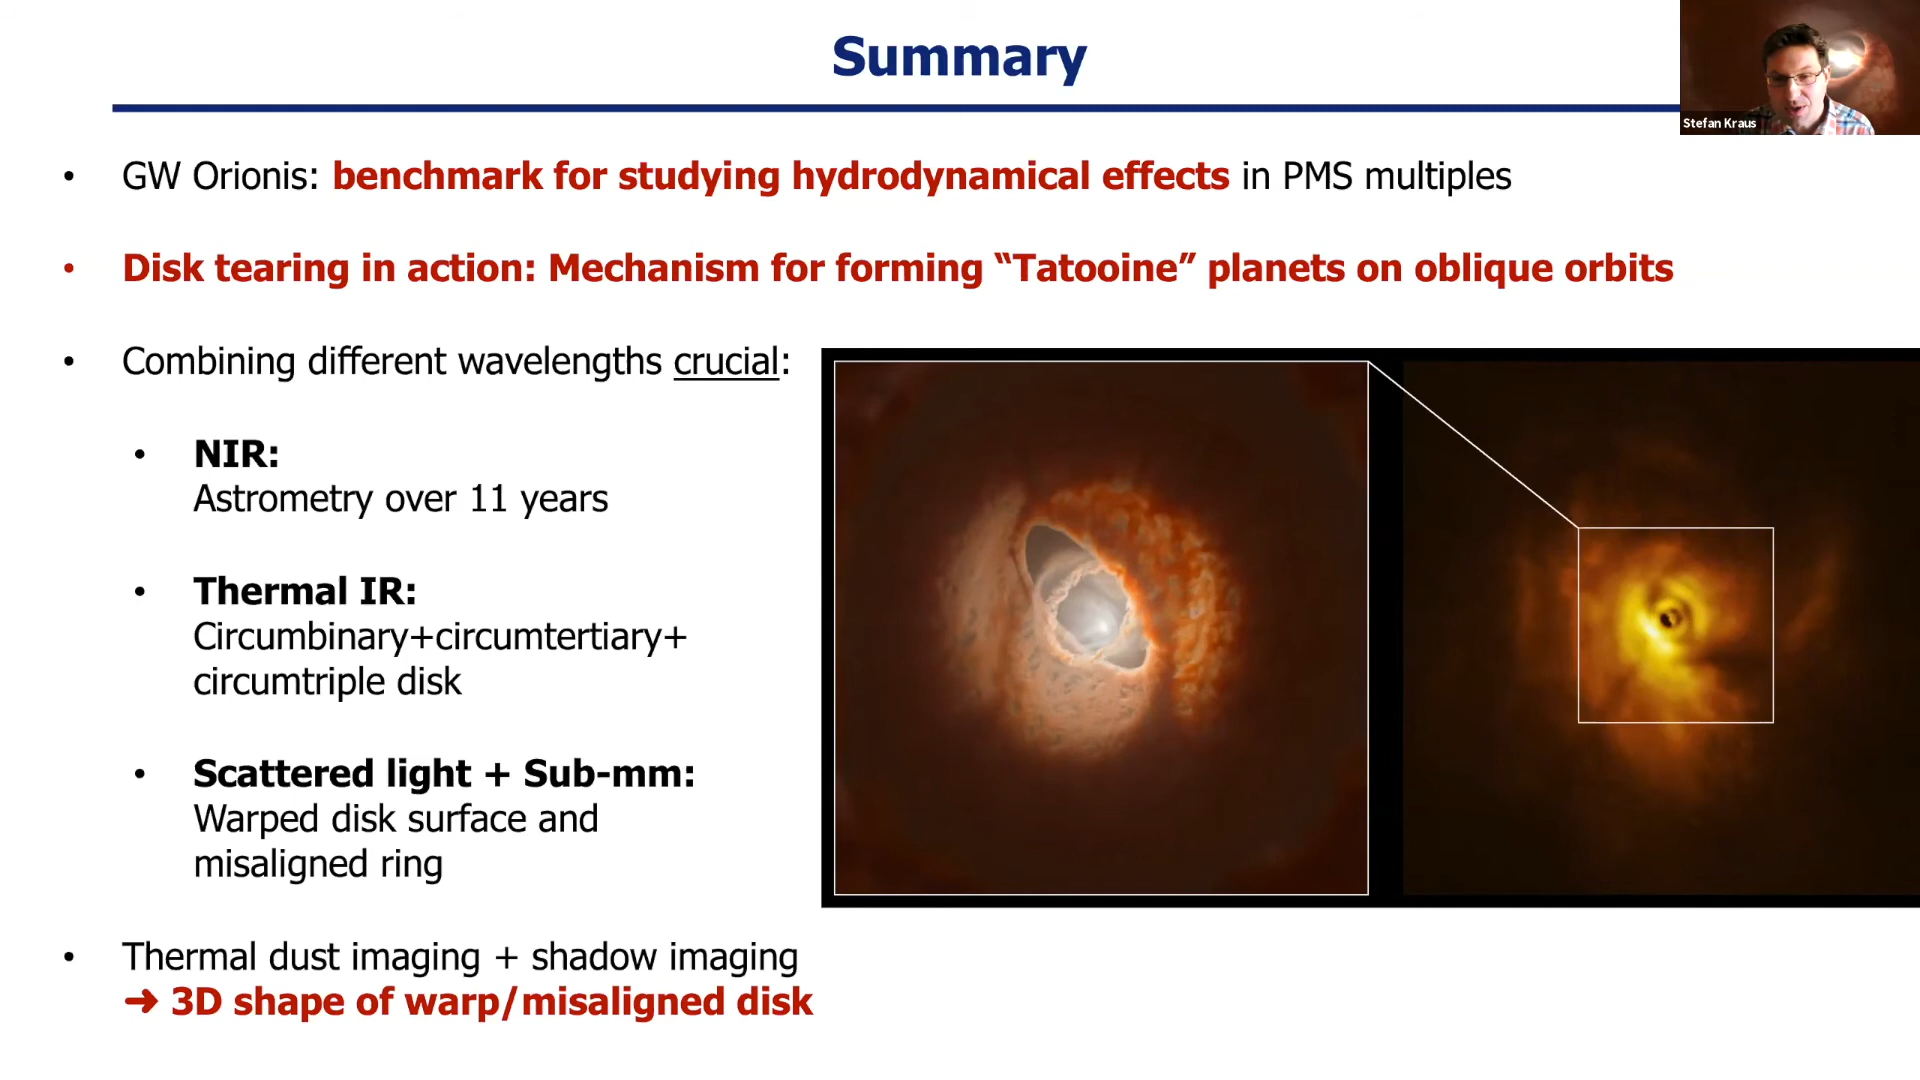 Summary
Stefan Kraus
• GW Orionis: benchmark for studying hydrodynamical effects in PMS multiples
• Disk tearing in action: Mechanism for forming “Tatooine” planets on oblique orbits
• Combining different wavelengths crucial:
• NIR:
Astrometry over 11 years
• Thermal IR:
Circumbinary+circumtertiary+
circumtriple disk
• Scattered light + Sub-mm:
Warped disk surface and
misaligned ring
• Thermal dust imaging + shadow imaging
➔ 3D shape of warp/misaligned disk